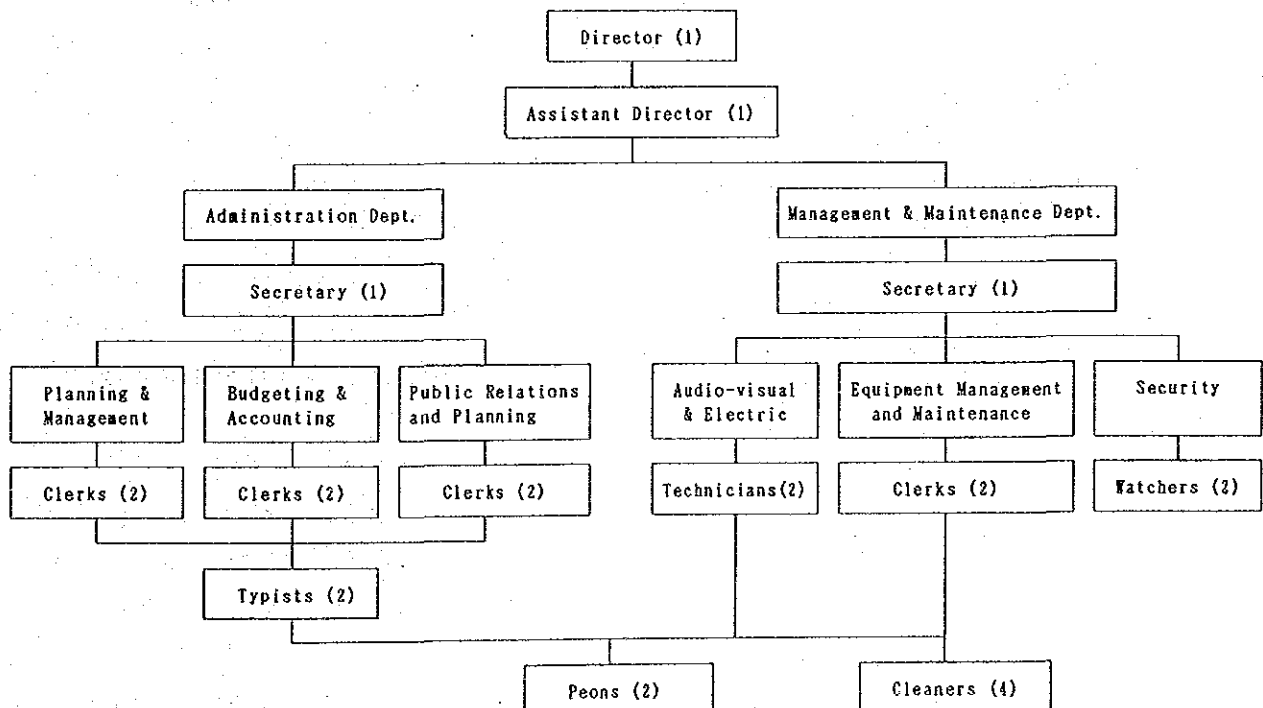 Director (1)
Assistant Director (1)
Administration Dept.
Management & Maintenance Dept.
Secretary (1)
Secretary (1)
Planning &
Management
Budgeting &
Accounting
Public Relations
and Planning
Audio-visual
& Electric
Equipment Management
and Maintenance
Security
Clerks (2)
Clerks (2)
Clerks (2)
Technicians(2)
Clerks (2)
Watchers (2)
Typists (2)
Peons (2)
Cleaners (4)